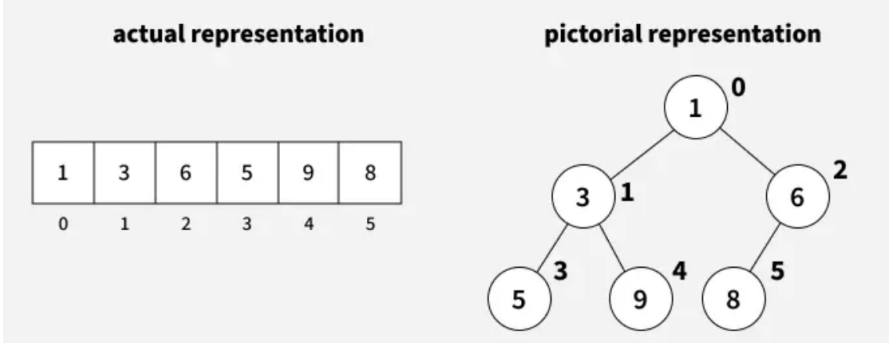 actual representation
pictorial representation
1 3 6 5 9 8
0 1 2 3 4 5
1 0
3 1 6 2
5 3 9 4 8 5